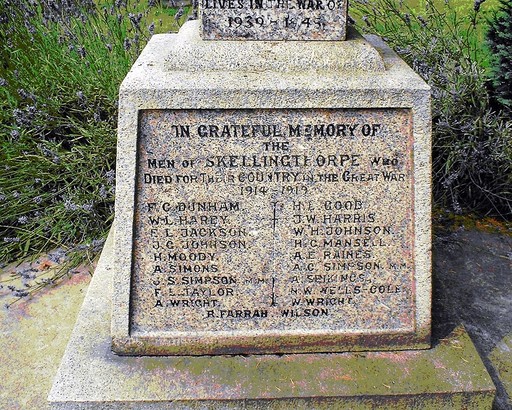 LIVES IN THE WAR OF
1939-1945
IN GRATEFUL MEMORY OF
THE
MEN OF SKELLINGTHORPE WHO
DIED FOR THEIR COUNTRY IN THE GREAT WAR
1914-1919
F.C. DUNHAM. H.E. GOOD.
W.L. HAREY. J.W. HARRIS.
E.L. JACKSON. W.H. JOHNSON.
J.G. JOHNSON. H.C. MANSELL.
H. MOODY. A.E. RAINES.
A. SIMONS. A.G. SIMPSON. M.M.
J.S. SIMPSON. M.M. A. SPIKINGS.
F.L. TAYLOR. N.W. WELLS-COLE.
A. WRIGHT. W. WRIGHT.
R. FARRAH. WILSON.